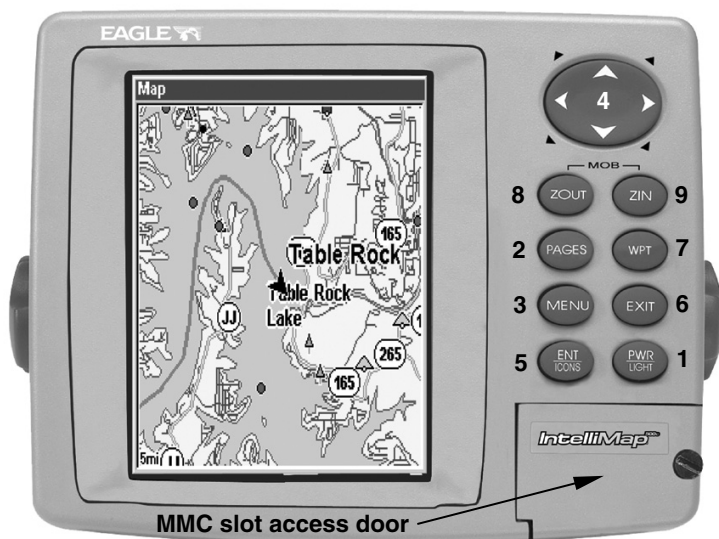 EAGLE
Map
165
Table Rock
Table Rock
Lake
JJ
265
165
5mi
JJ
4
MOB
8 ZOUT ZIN 9
2 PAGES WPT 7
3 MENU EXIT 6
5 ENT ICONS PWR LIGHT 1
IntelliMap
MMC slot access door